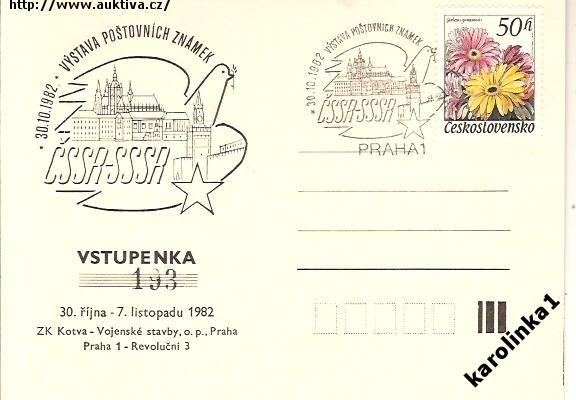 http://www.auktiva.cz/
* 30.10.1982 * VÝSTAVA POŠTOVNÍCH ZNÁMEK
ČSSR-SSSR
* 30.10.1982 VÝSTAVA POŠTOVNÍCH ZNÁMEK
ČSSR-SSSR
PRAHA 1
50h
Československo
VSTUPENKA
193
30. října - 7. listopadu 1982
ZK Kotva - Vojenské stavby, o. p., Praha
Praha 1 - Revoluční 3
karolinka1